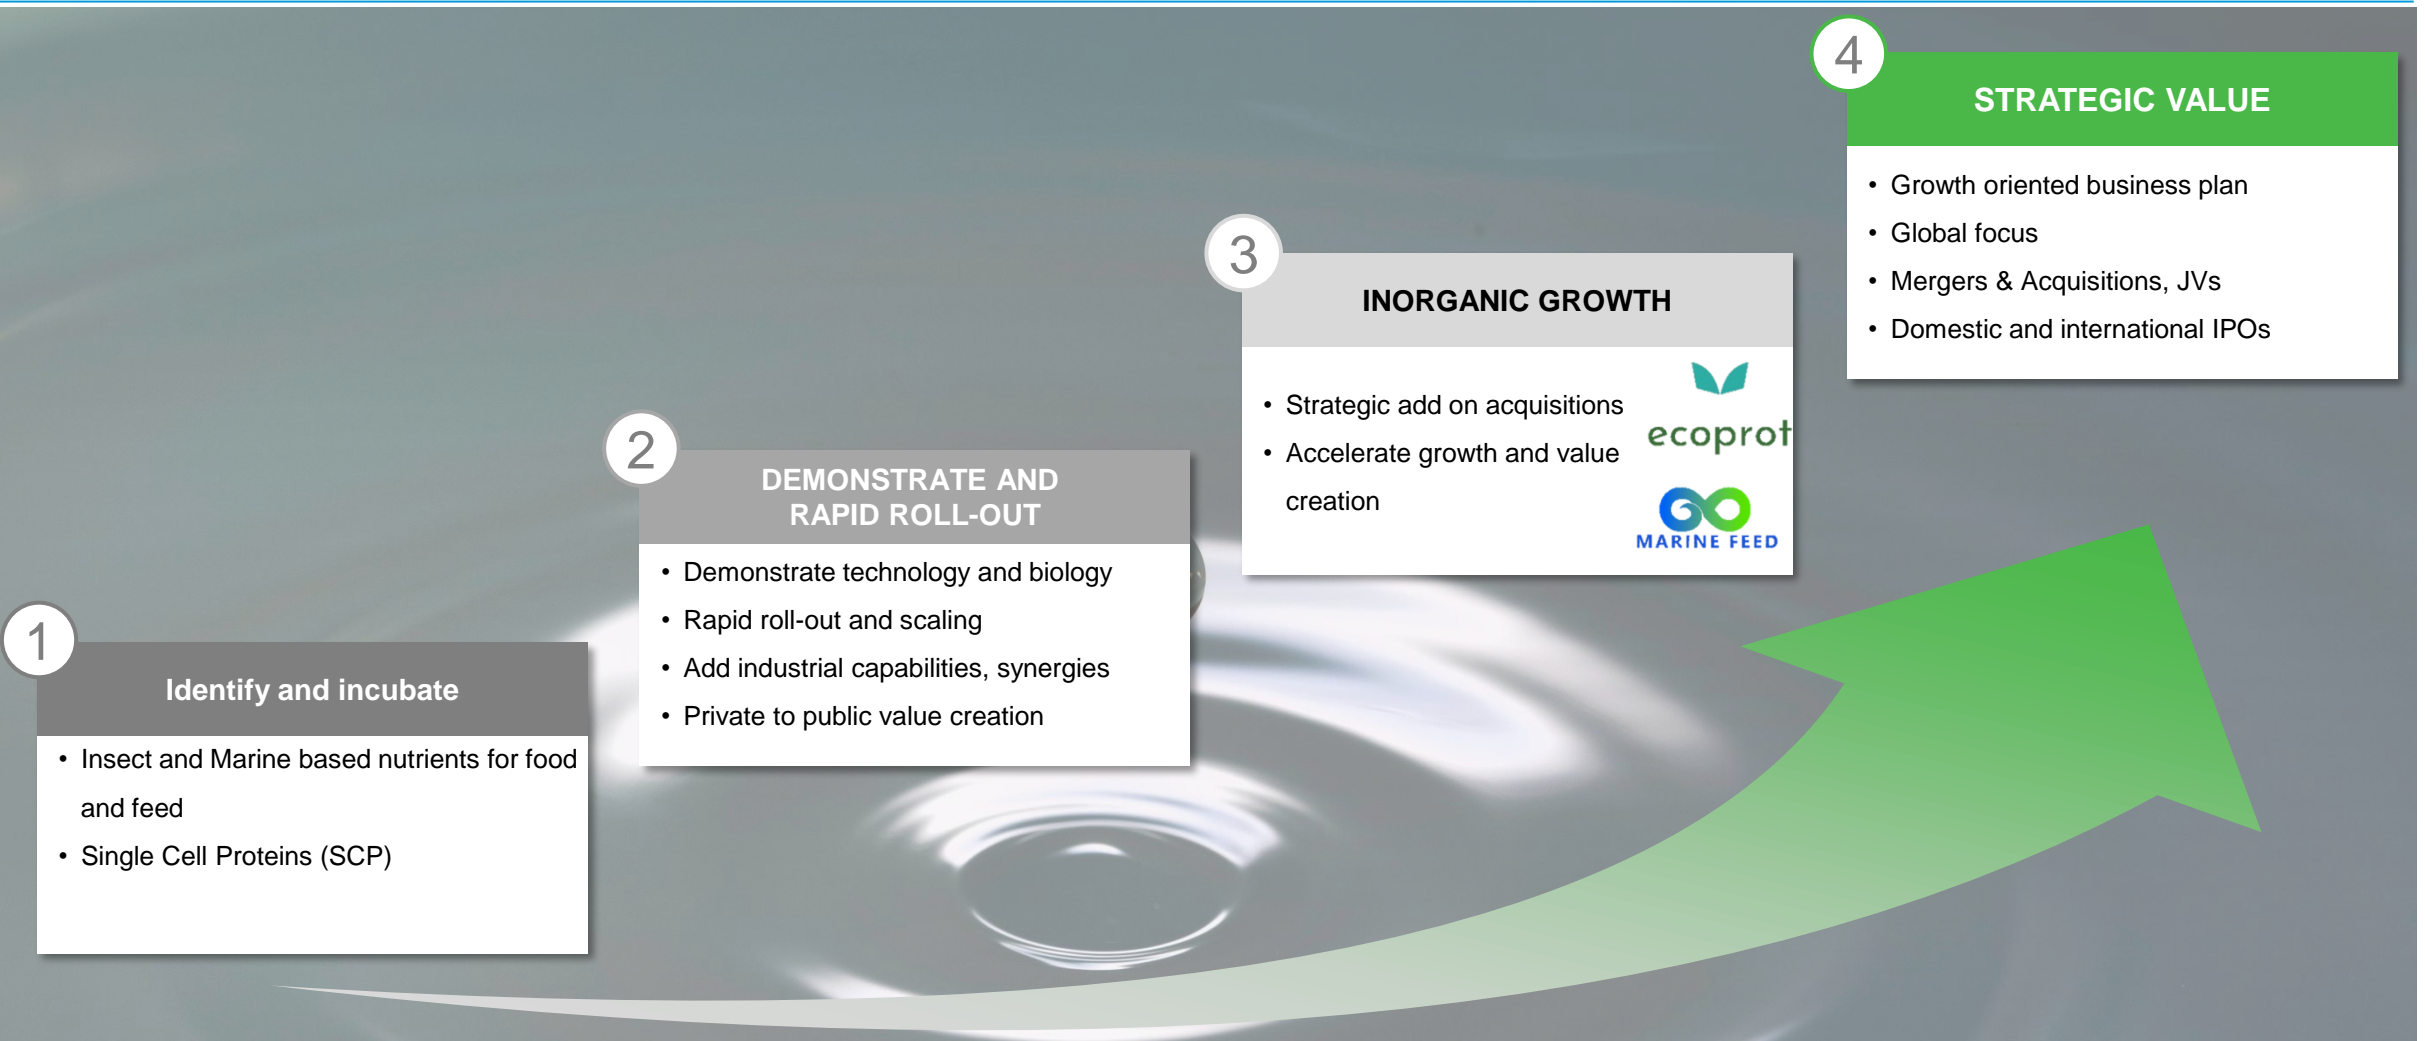 1
Identify and incubate
• Insect and Marine based nutrients for food
and feed
• Single Cell Proteins (SCP)
2
DEMONSTRATE AND
RAPID ROLL-OUT
• Demonstrate technology and biology
• Rapid roll-out and scaling
• Add industrial capabilities, synergies
• Private to public value creation
3
INORGANIC GROWTH
• Strategic add on acquisitions
• Accelerate growth and value
creation
ecoprot
MARINE FEED
4
STRATEGIC VALUE
• Growth oriented business plan
• Global focus
• Mergers & Acquisitions, JVs
• Domestic and international IPOs